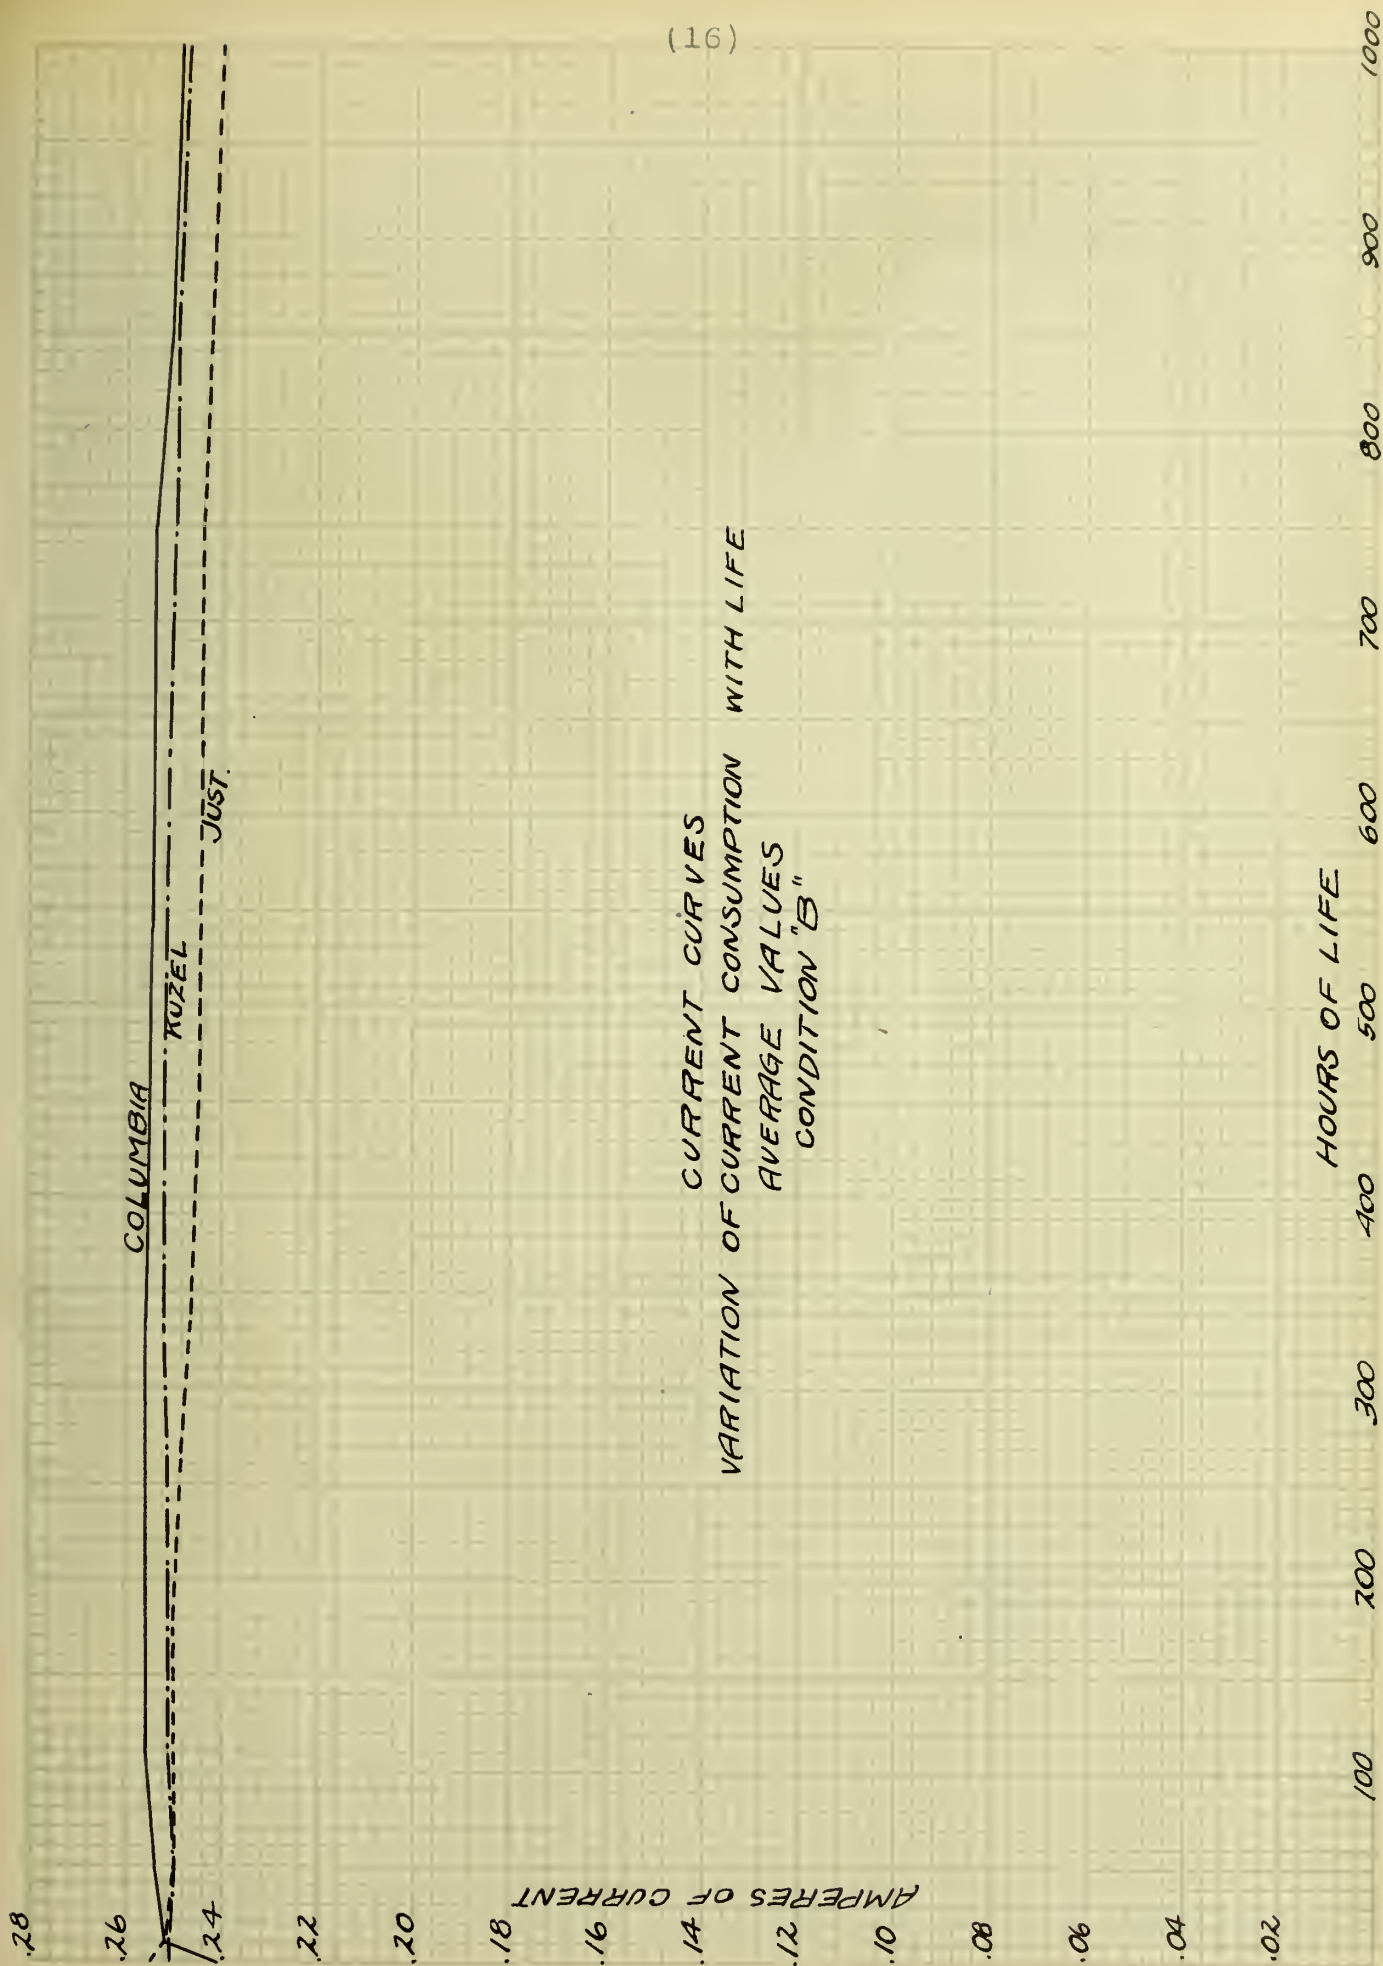 (16)
COLUMBIA
KUZEL
JUST.
CURRENT CURVES
VARIATION OF CURRENT CONSUMPTION WITH LIFE
AVERAGE VALUES
CONDITION "B"
AMPERES OF CURRENT
.28
.26
.24
.22
.20
.18
.16
.14
.12
.10
.08
.06
.04
.02
HOURS OF LIFE
100
200
300
400
500
600
700
800
900
1000